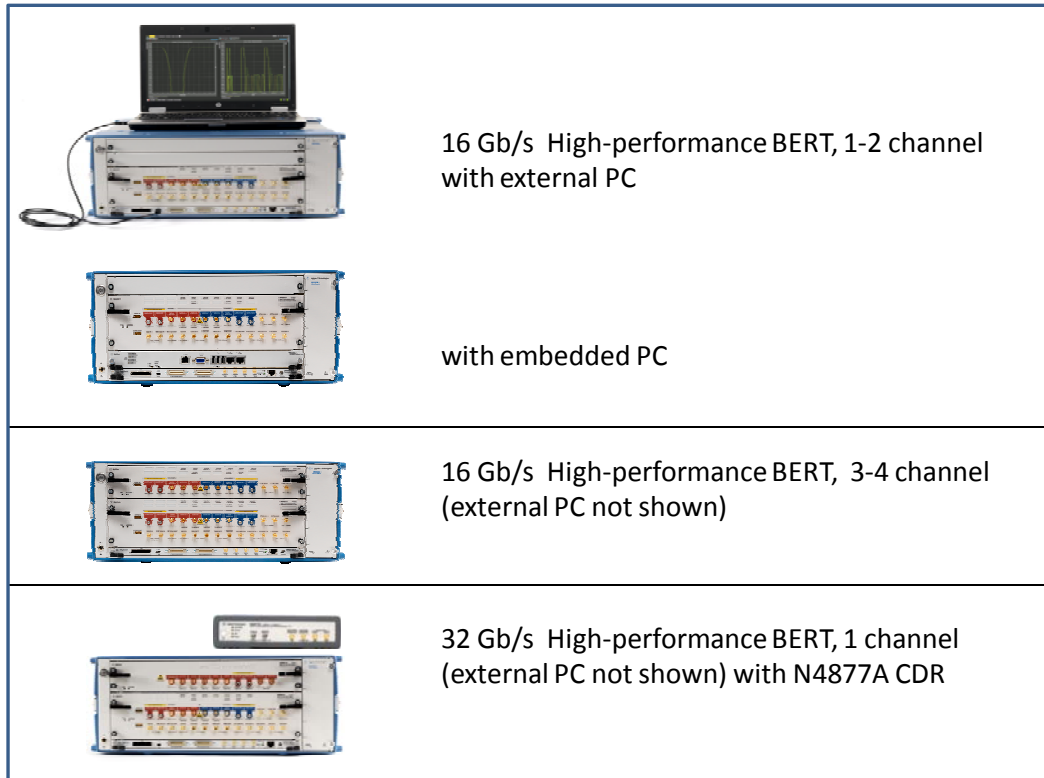 16 Gb/s High-performance BERT, 1-2 channel
with external PC
with embedded PC
16 Gb/s High-performance BERT, 3-4 channel
(external PC not shown)
32 Gb/s High-performance BERT, 1 channel
(external PC not shown) with N4877A CDR